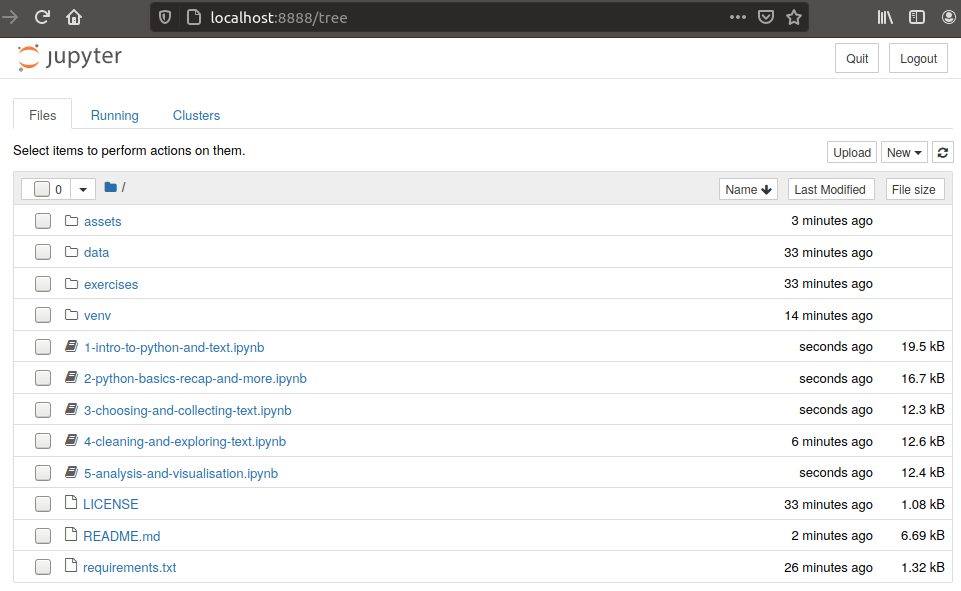 localhost:8888/tree
jupyter
Quit
Logout
Files
Running
Clusters
Select items to perform actions on them.
Upload
New
0
/
Name
Last Modified
File size
assets 3 minutes ago
data 33 minutes ago
exercises 33 minutes ago
venv 14 minutes ago
1-intro-to-python-and-text.ipynb seconds ago 19.5 kB
2-python-basics-recap-and-more.ipynb seconds ago 16.7 kB
3-choosing-and-collecting-text.ipynb seconds ago 12.3 kB
4-cleaning-and-exploring-text.ipynb 6 minutes ago 12.6 kB
5-analysis-and-visualisation.ipynb seconds ago 12.4 kB
LICENSE 33 minutes ago 1.08 kB
README.md 2 minutes ago 6.69 kB
requirements.txt 26 minutes ago 1.32 kB